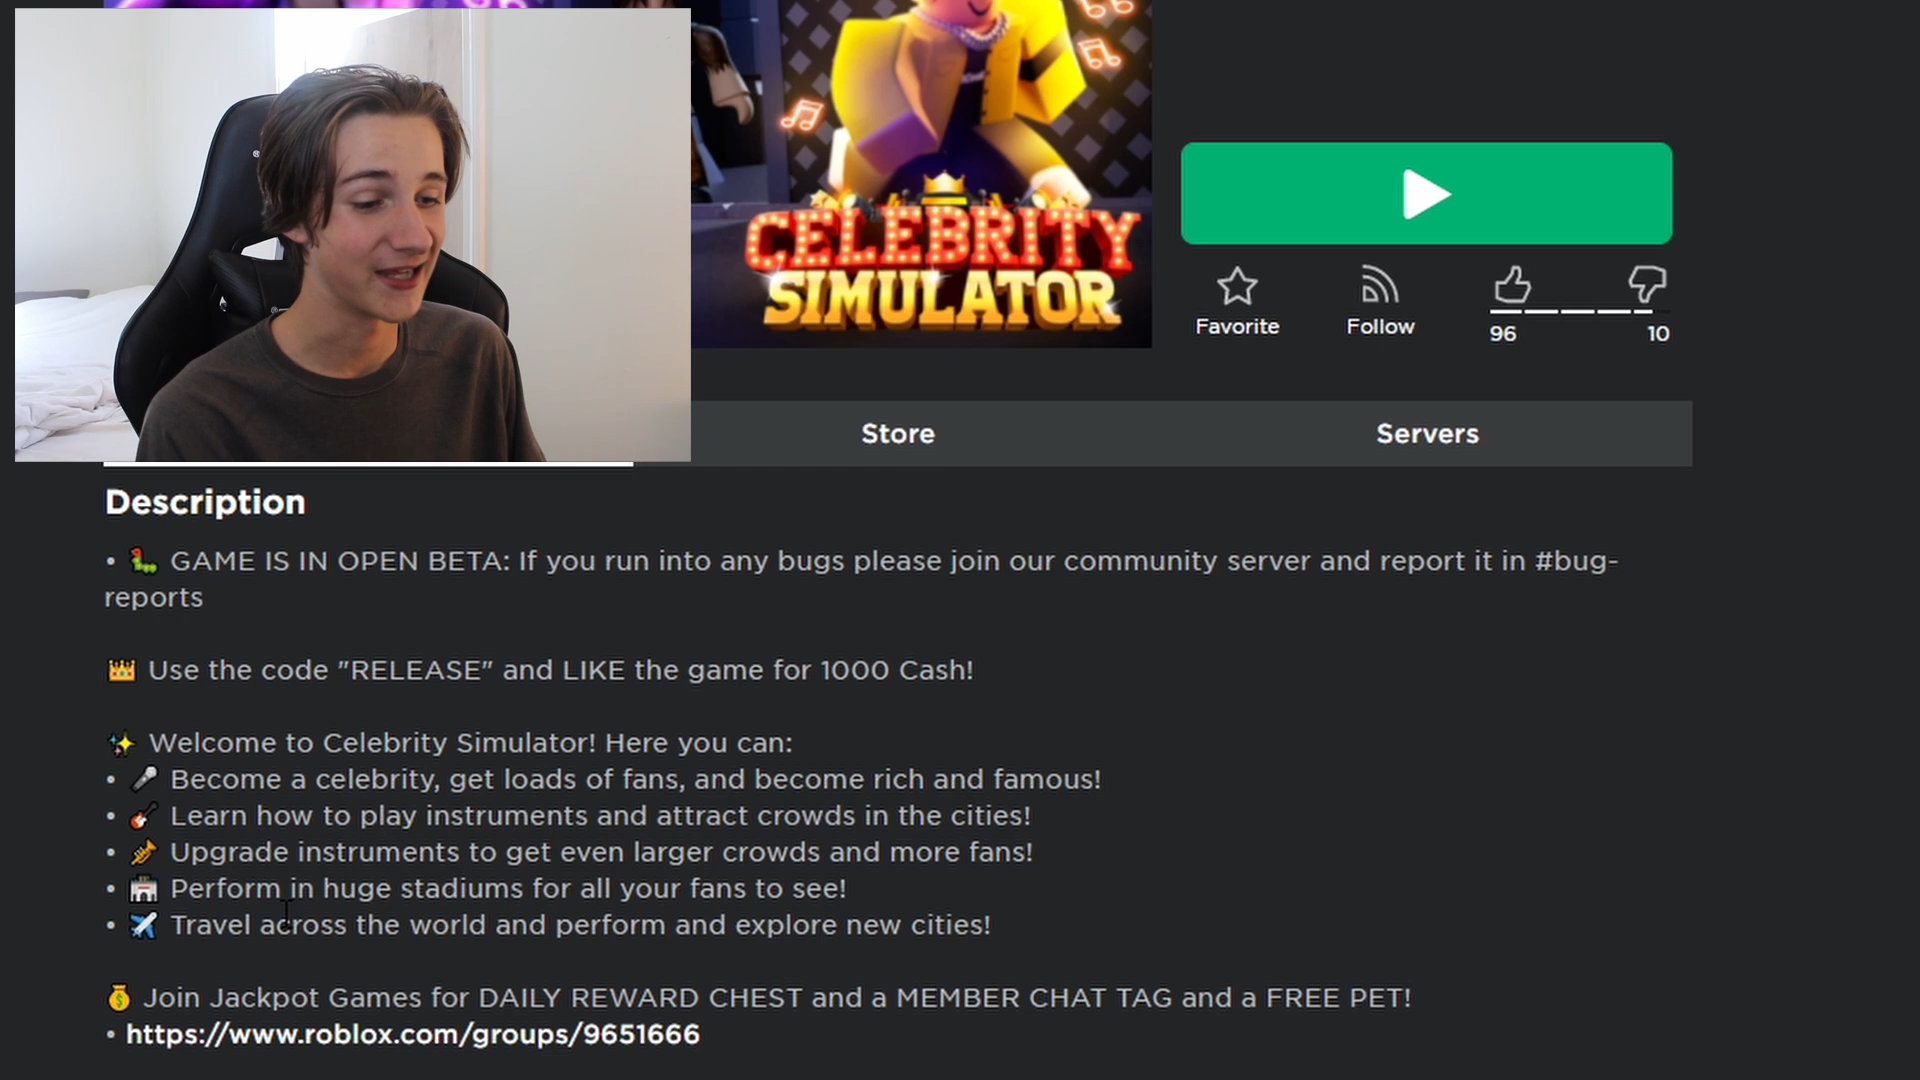 CELEBRITY
SIMULATOR
Favorite
Follow
96
10
Store
Servers
Description
• 🐛 GAME IS IN OPEN BETA: If you run into any bugs please join our community server and report it in #bug-
reports
👑 Use the code "RELEASE" and LIKE the game for 1000 Cash!
✨ Welcome to Celebrity Simulator! Here you can:
• 🎤 Become a celebrity, get loads of fans, and become rich and famous!
• 🎸 Learn how to play instruments and attract crowds in the cities!
• 🎺 Upgrade instruments to get even larger crowds and more fans!
• 🏟️ Perform in huge stadiums for all your fans to see!
• ✈️ Travel across the world and perform and explore new cities!
💰 Join Jackpot Games for DAILY REWARD CHEST and a MEMBER CHAT TAG and a FREE PET!
• https://www.roblox.com/groups/9651666